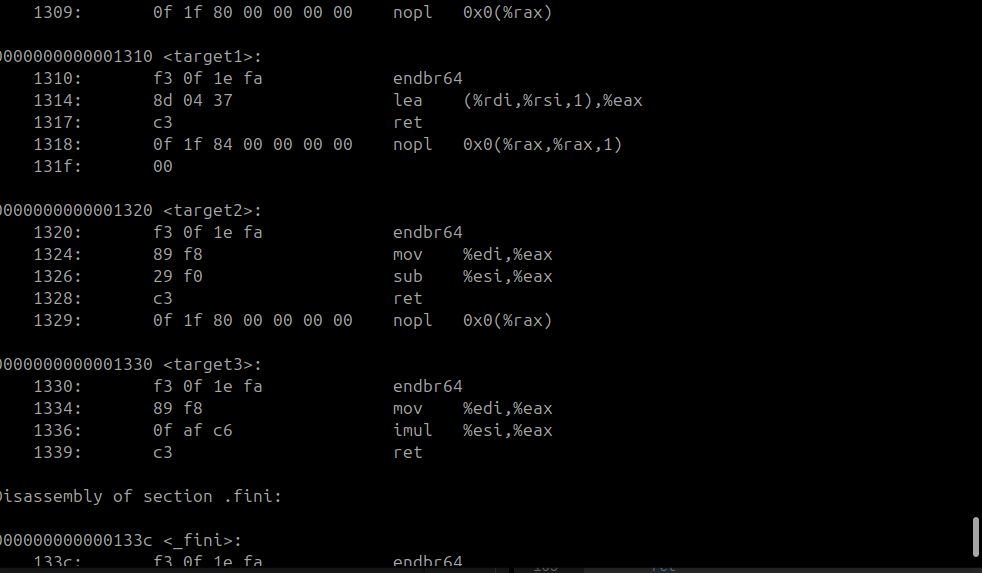 1309: 0f 1f 80 00 00 00 00 nopl 0x0(%rax)
0000000000001310 <target1>:
1310: f3 0f 1e fa endbr64
1314: 8d 04 37 lea (%rdi,%rsi,1),%eax
1317: c3 ret
1318: 0f 1f 84 00 00 00 00 nopl 0x0(%rax,%rax,1)
131f: 00
0000000000001320 <target2>:
1320: f3 0f 1e fa endbr64
1324: 89 f8 mov %edi,%eax
1326: 29 f0 sub %esi,%eax
1328: c3 ret
1329: 0f 1f 80 00 00 00 00 nopl 0x0(%rax)
0000000000001330 <target3>:
1330: f3 0f 1e fa endbr64
1334: 89 f8 mov %edi,%eax
1336: 0f af c6 imul %esi,%eax
1339: c3 ret
Disassembly of section .fini:
000000000000133c <_fini>:
133c: f3 0f 1e fa endbr64